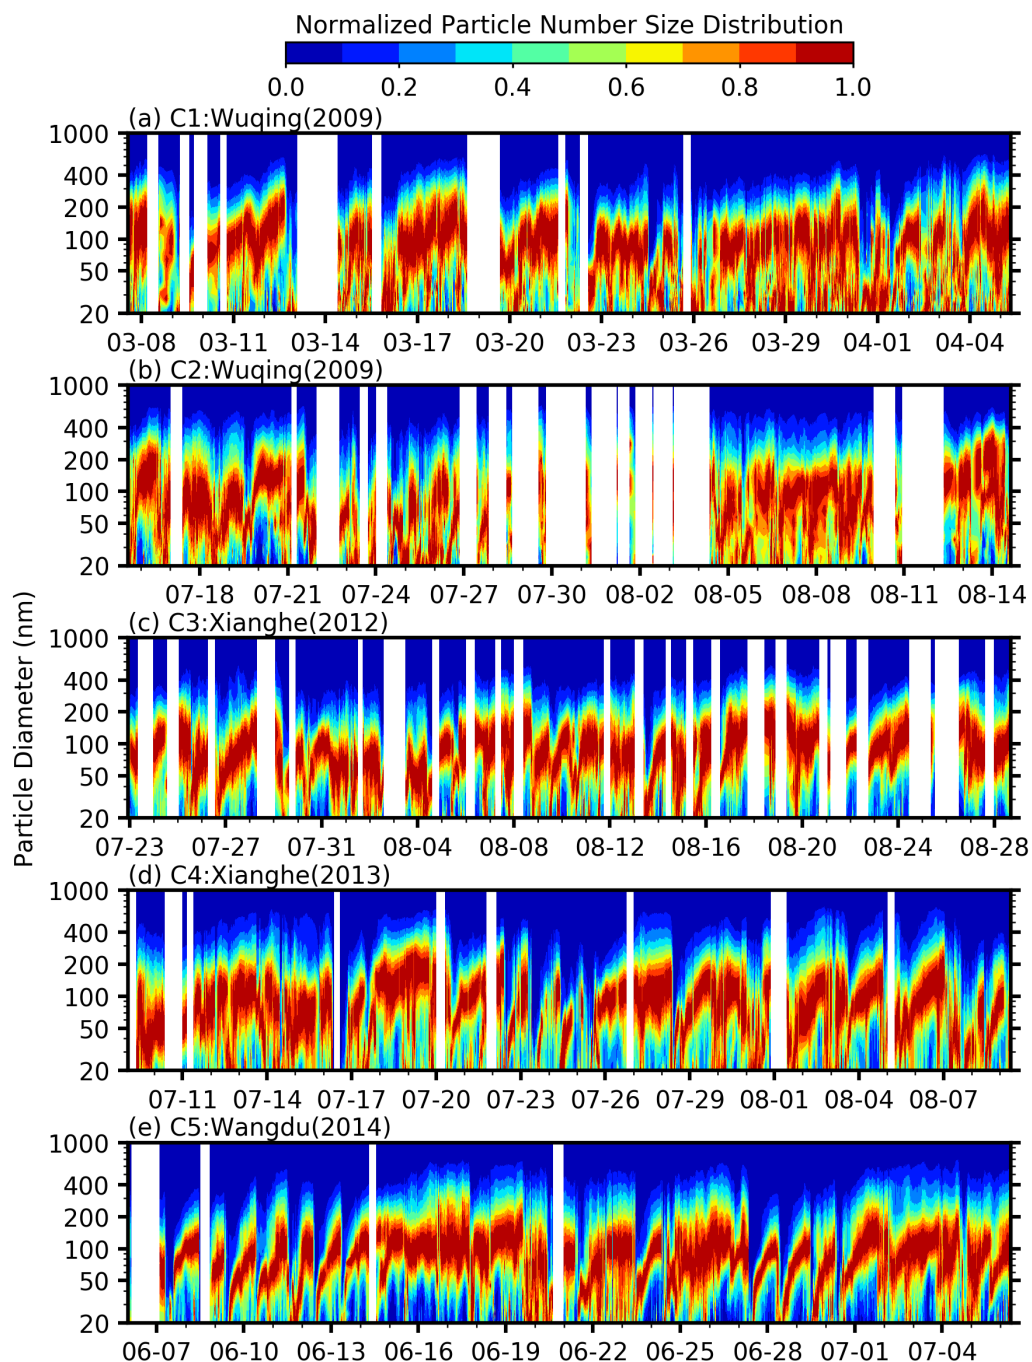 Normalized Particle Number Size Distribution
0.0 0.2 0.4 0.6 0.8 1.0
(a) C1:Wuqing(2009)
1000
400
200
100
50
20
03-08 03-11 03-14 03-17 03-20 03-23 03-26 03-29 04-01 04-04
(b) C2:Wuqing(2009)
1000
400
200
100
50
20
07-18 07-21 07-24 07-27 07-30 08-02 08-05 08-08 08-11 08-14
(c) C3:Xianghe(2012)
1000
400
200
100
50
20
07-23 07-27 07-31 08-04 08-08 08-12 08-16 08-20 08-24 08-28
(d) C4:Xianghe(2013)
1000
400
200
100
50
20
07-11 07-14 07-17 07-20 07-23 07-26 07-29 08-01 08-04 08-07
(e) C5:Wangdu(2014)
1000
400
200
100
50
20
06-07 06-10 06-13 06-16 06-19 06-22 06-25 06-28 07-01 07-04
Particle Diameter (nm)